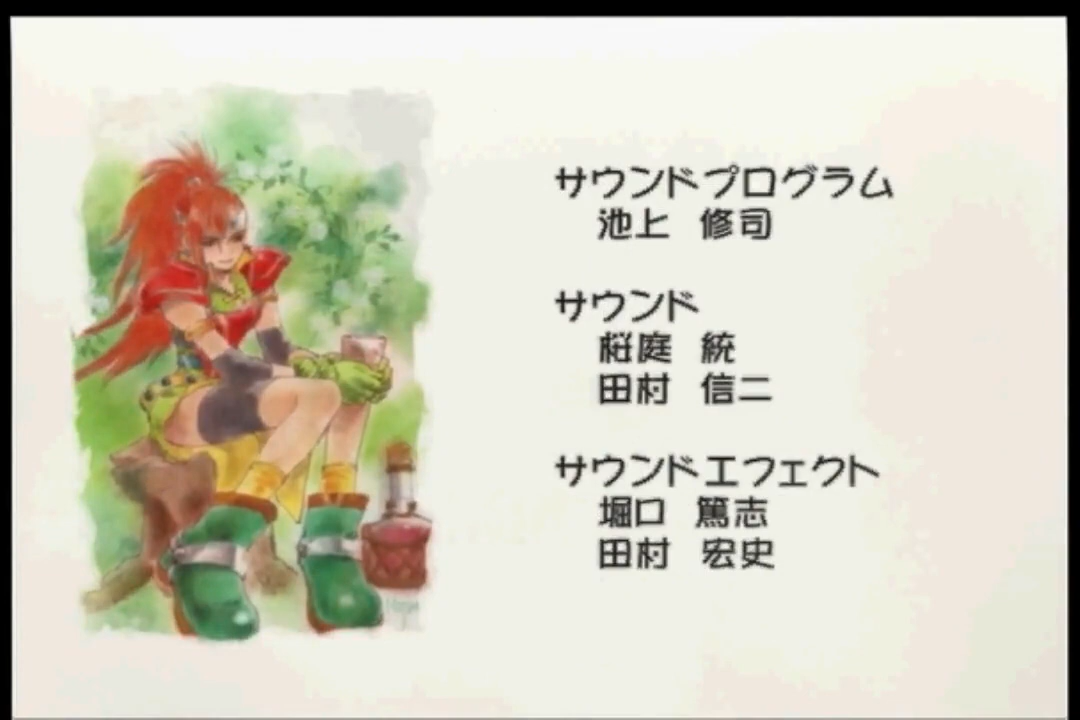 サウンドプログラム
池上 修司
サウンド
桜庭 統
田村 信二
サウンドエフェクト
堀口 篤志
田村 宏史